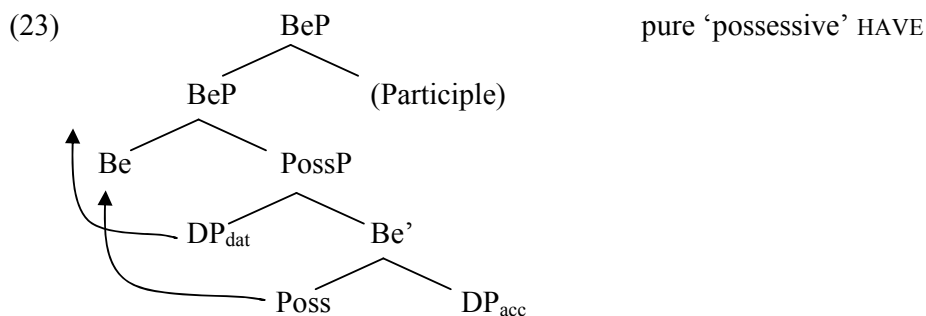 (23) BeP pure ‘possessive’ HAVE
BeP (Participle)
Be PossP
DPdat Be’
Poss DPacc